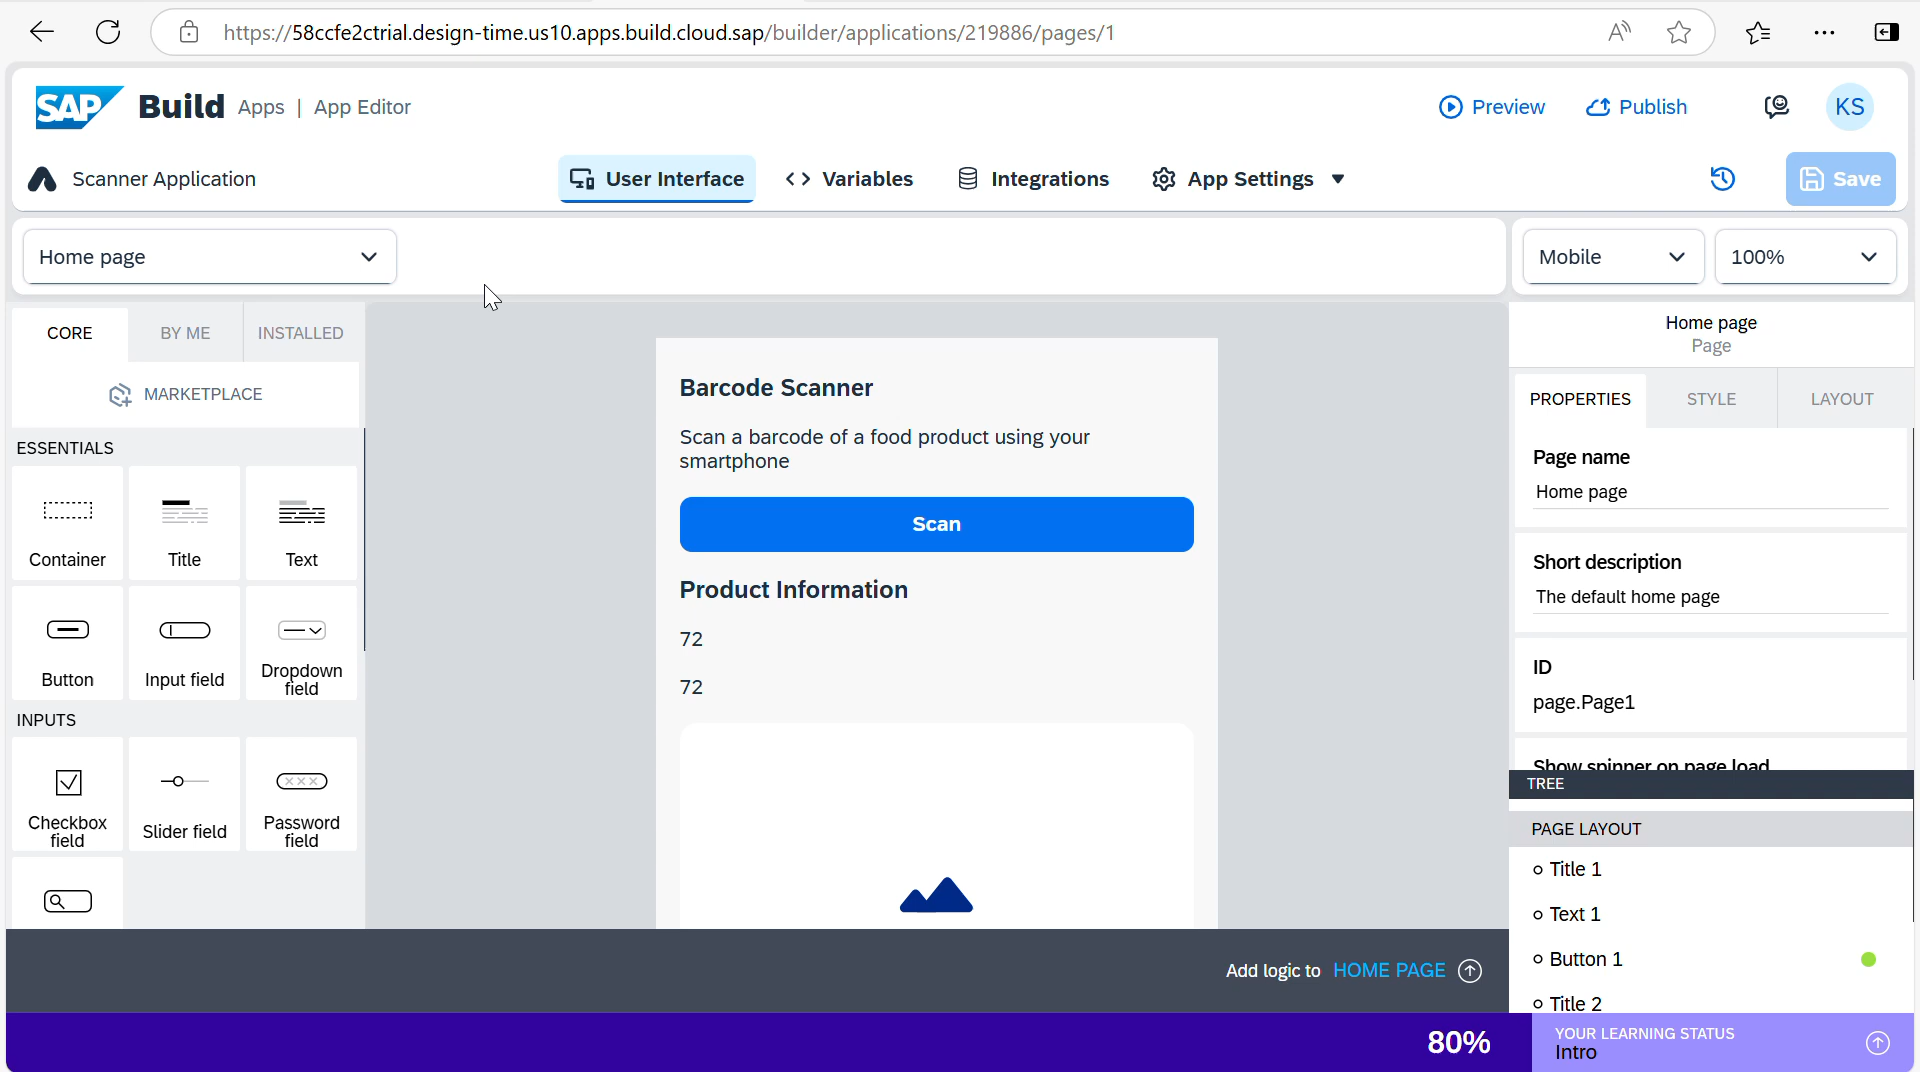 https://58ccfe2ctrial.design-time.us10.apps.build.cloud.sap/builder/applications/219886/pages/1
SAP Build Apps | App Editor
Preview
Publish
KS
Scanner Application
User Interface
Variables
Integrations
App Settings
Save
Home page
Mobile
100%
CORE
BY ME
INSTALLED
MARKETPLACE
ESSENTIALS
Container
Title
Text
Button
Input field
Dropdown
field
INPUTS
Checkbox
field
Slider field
Password
field
Barcode Scanner
Scan a barcode of a food product using your
smartphone
Scan
Product Information
72
72
Add logic to HOME PAGE
Home page
Page
PROPERTIES
STYLE
LAYOUT
Page name
Home page
Short description
The default home page
ID
page.Page1
Show spinner on page load
TREE
PAGE LAYOUT
Title 1
Text 1
Button 1
Title 2
80%
YOUR LEARNING STATUS
Intro